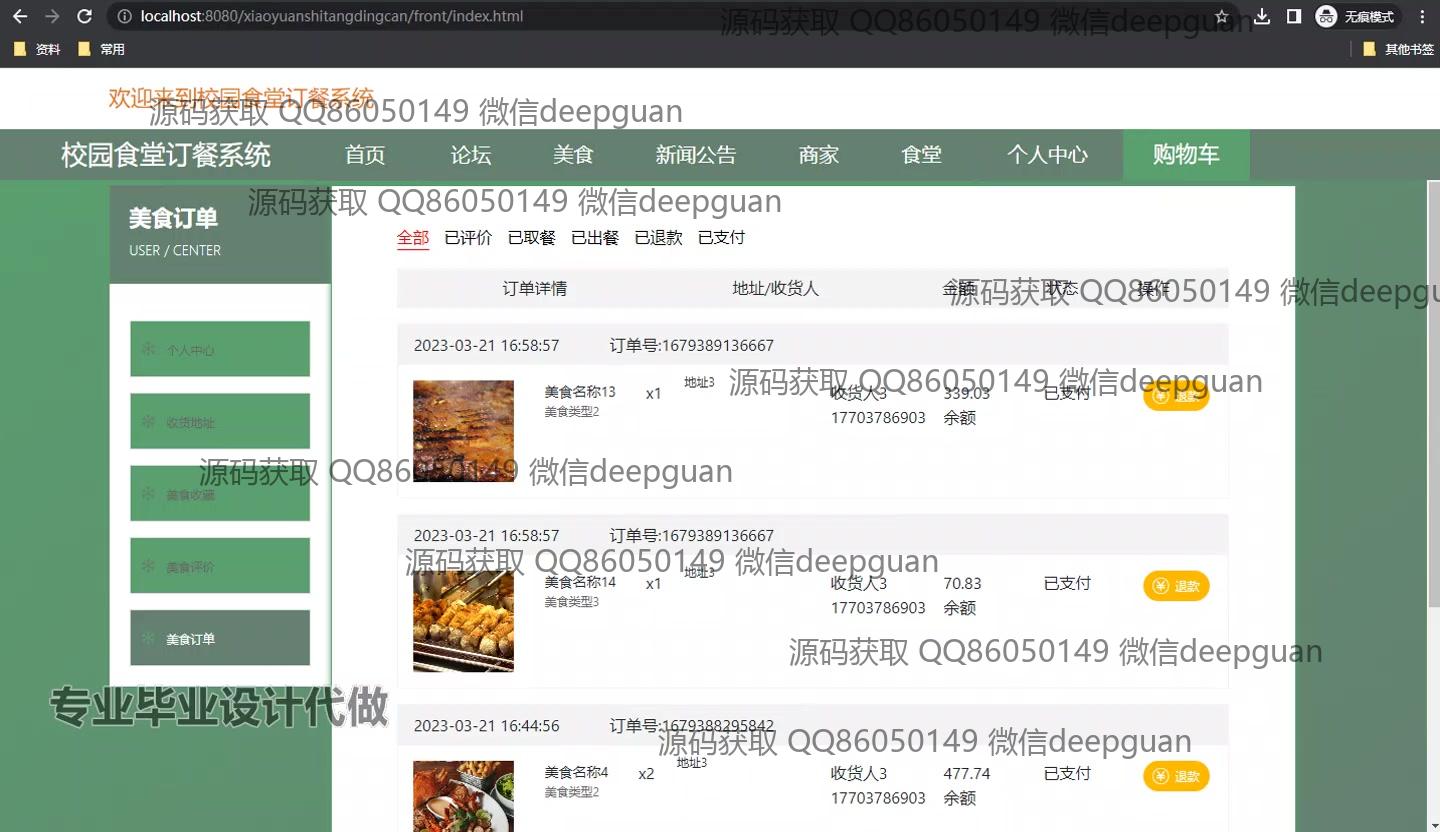 localhost:8080/xiaoyuanshitangdingcan/front/index.html
无痕模式
源码获取 QQ86050149 微信deepguan
资料 常用 其他书签
欢迎来到校园食堂订餐系统
源码获取 QQ86050149 微信deepguan
校园食堂订餐系统 首页 论坛 美食 新闻公告 商家 食堂 个人中心 购物车
源码获取 QQ86050149 微信deepguan
美食订单
USER / CENTER
个人中心
收货地址
美食收藏
美食评价
美食订单
全部 已评价 已取餐 已出餐 已退款 已支付
订单详情 地址/收货人 金额 状态 操作
源码获取 QQ86050149 微信deepgu
2023-03-21 16:58:57 订单号:1679389136667
美食名称13 x1 地址3 收货人3 339.03 已支付 退款
美食类型2 17703786903 余额
源码获取 QQ86050149 微信deepguan
源码获取 QQ86050149 微信deepguan
2023-03-21 16:58:57 订单号:1679389136667
源码获取 QQ86050149 微信deepguan
美食名称14 x1 地址3 收货人3 70.83 已支付 退款
美食类型3 17703786903 余额
源码获取 QQ86050149 微信deepguan
专业毕业设计代做
2023-03-21 16:44:56 订单号:1679388295842
源码获取 QQ86050149 微信deepguan
美食名称4 x2 地址3 收货人3 477.74 已支付 退款
美食类型2 17703786903 余额